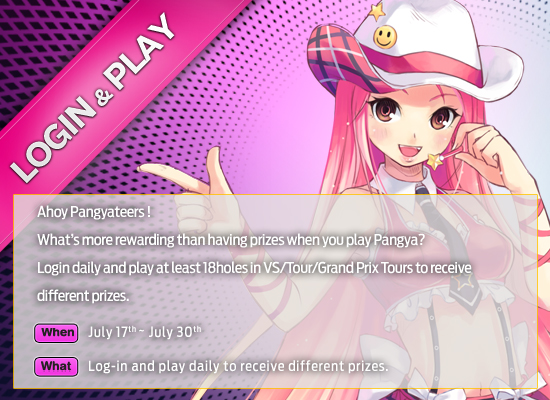 LOGIN & PLAY
Ahoy Pangyateers !
What's more rewarding than having prizes when you play Pangya?
Login daily and play at least 18holes in VS/Tour/Grand Prix Tours to receive
different prizes.
When July 17th - July 30th
What Log-in and play daily to receive different prizes.